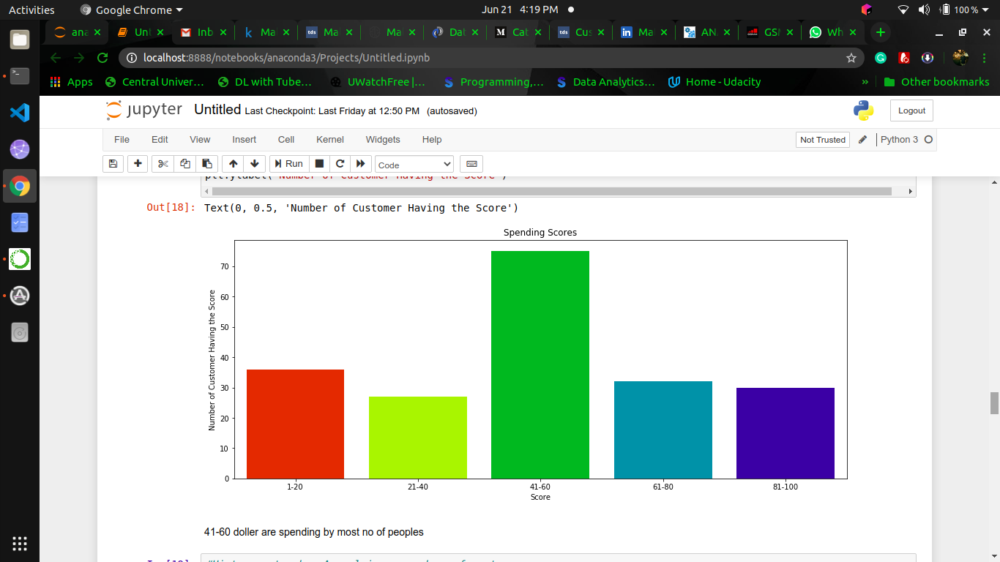 Activities Google Chrome Jun 21 4:19 PM 100 %
ana Unt Inb Ma Ma Ma Dat Cat Cus Ma AN GSM Wh
localhost:8888/notebooks/anaconda3/Projects/Untitled.ipynb
Apps Central Univer… DL with Tube… UWatchFree |… Programming,… Data Analytics… Home - Udacity » Other bookmarks
jupyter Untitled Last Checkpoint: Last Friday at 12:50 PM (autosaved) Logout
File Edit View Insert Cell Kernel Widgets Help Not Trusted Python 3
Run Code
plt.ylabel('Number of Customer Having the Score')
Out[18]: Text(0, 0.5, 'Number of Customer Having the Score')
Spending Scores
Number of Customer Having the Score
70
60
50
40
30
20
10
0
1-20 21-40 41-60 61-80 81-100
Score
41-60 doller are spending by most no of peoples